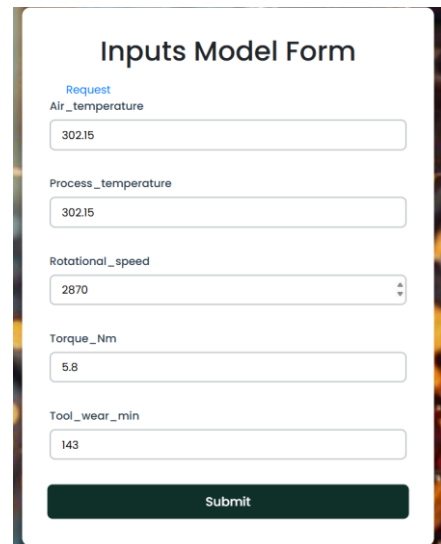 Inputs Model Form
Request
Air_temperature
302.15
Process_temperature
302.15
Rotational_speed
2870
Torque_Nm
5.8
Tool_wear_min
143
Submit